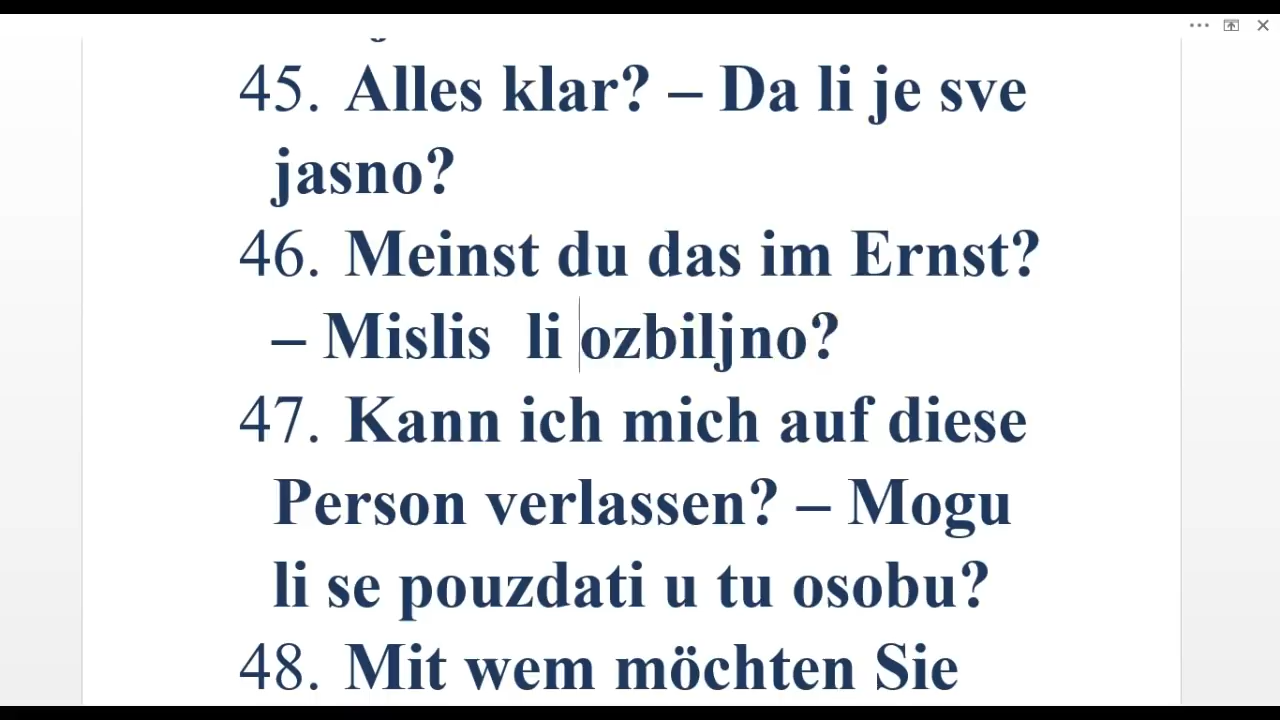 45. Alles klar? – Da li je sve
jasno?
46. Meinst du das im Ernst?
– Mislis  li ozbiljno?
47. Kann ich mich auf diese
Person verlassen? – Mogu
li se pouzdati u tu osobu?
48. Mit wem möchten Sie